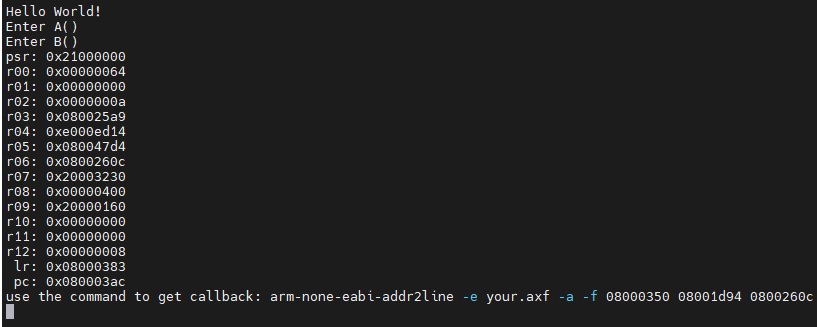 Hello World!
Enter A()
Enter B()
psr: 0x21000000
r00: 0x00000064
r01: 0x00000000
r02: 0x0000000a
r03: 0x080025a9
r04: 0xe000ed14
r05: 0x080047d4
r06: 0x0800260c
r07: 0x20003230
r08: 0x00000400
r09: 0x20000160
r10: 0x00000000
r11: 0x00000000
r12: 0x00000008
 lr: 0x08000383
 pc: 0x080003ac
use the command to get callback: arm-none-eabi-addr2line -e your.axf -a -f 08000350 08001d94 0800260c